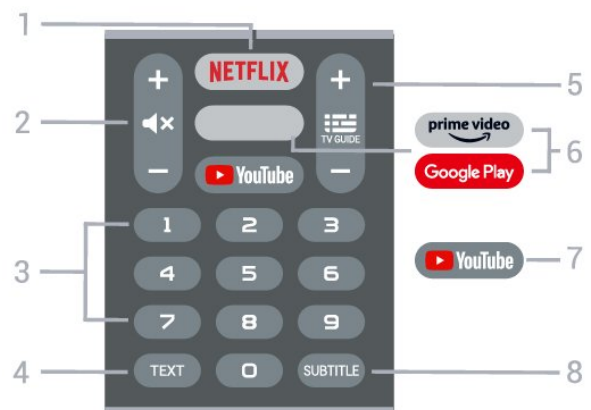 1
NETFLIX
+
+
5
2
TV GUIDE
prime video
6
Google Play
−
YouTube
−
1
2
3
YouTube
7
3
4
5
6
7
8
9
4
TEXT
0
SUBTITLE
8